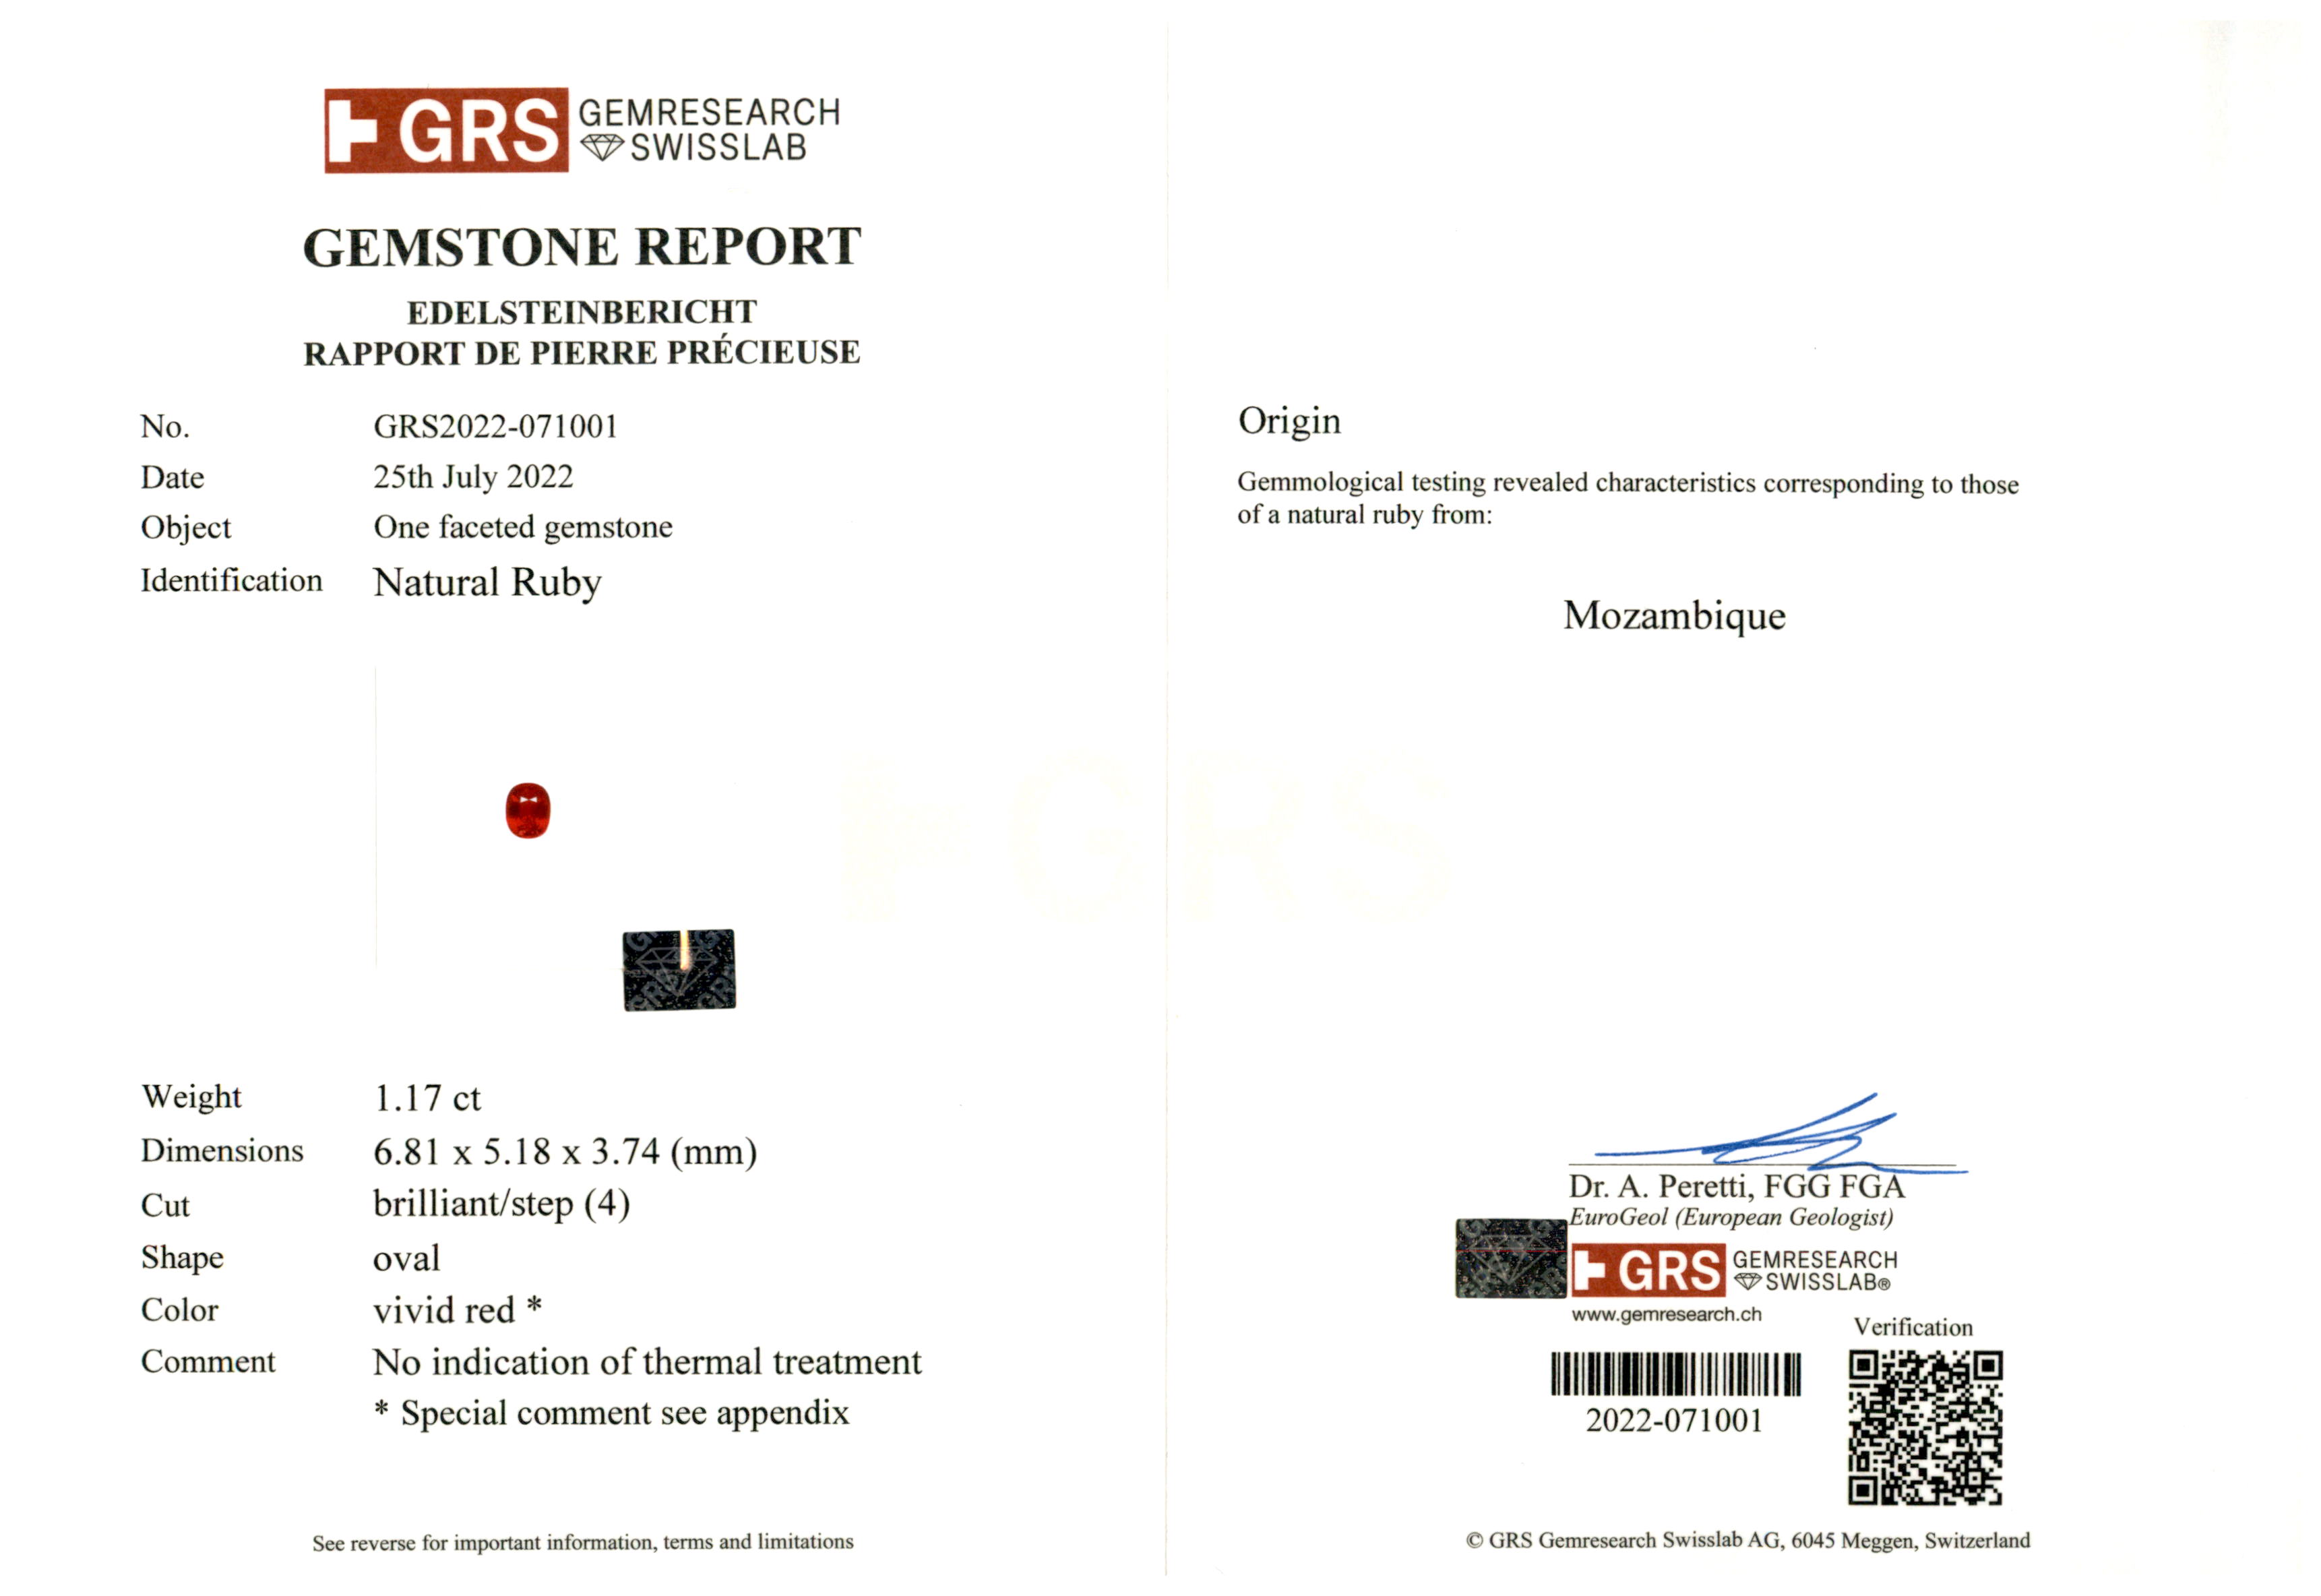 GRS GEMRESEARCH
SWISSLAB
GEMSTONE REPORT
EDELSTEINBERICHT
RAPPORT DE PIERRE PRÉCIEUSE
No. GRS2022-071001
Date 25th July 2022
Object One faceted gemstone
Identification Natural Ruby
Weight 1.17 ct
Dimensions 6.81 x 5.18 x 3.74 (mm)
Cut brilliant/step (4)
Shape oval
Color vivid red *
Comment No indication of thermal treatment
* Special comment see appendix
See reverse for important information, terms and limitations
GRS
Origin
Gemmological testing revealed characteristics corresponding to those
of a natural ruby from:
Mozambique
Dr. A. Peretti, FGG FGA
EuroGeol (European Geologist)
GRS GEMRESEARCH
SWISSLAB®
www.gemresearch.ch
Verification
2022-071001
© GRS Gemresearch Swisslab AG, 6045 Meggen, Switzerland